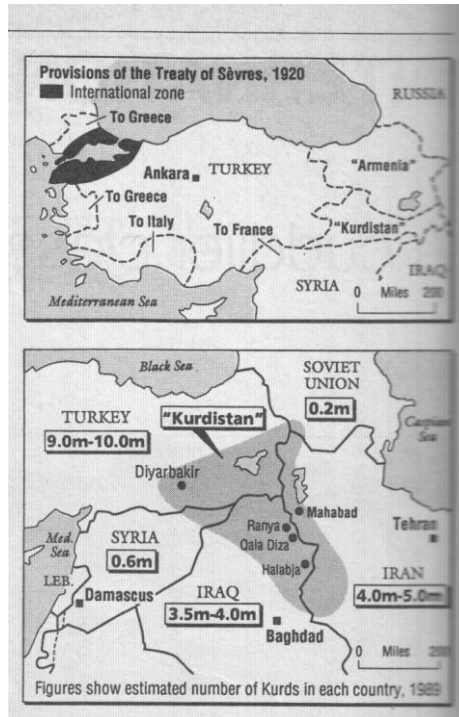 Provisions of the Treaty of Sèvres, 1920
International zone
RUSSIA
To Greece
"Armenia"
Ankara
TURKEY
To Greece
To Italy
To France
"Kurdistan"
IRAQ
SYRIA
0 Miles 200
Mediterranean Sea
Black Sea
SOVIET
UNION
0.2m
TURKEY
9.0m-10.0m
"Kurdistan"
Caspian
Sea
Diyarbakir
Mahabad
Ranya
Qala Diza
Tehran
Med.
Sea
SYRIA
0.6m
Halabja
LEB.
Damascus
IRAQ
3.5m-4.0m
IRAN
4.0m-5.0m
Baghdad
0 Miles 200
Figures show estimated number of Kurds in each country, 1989